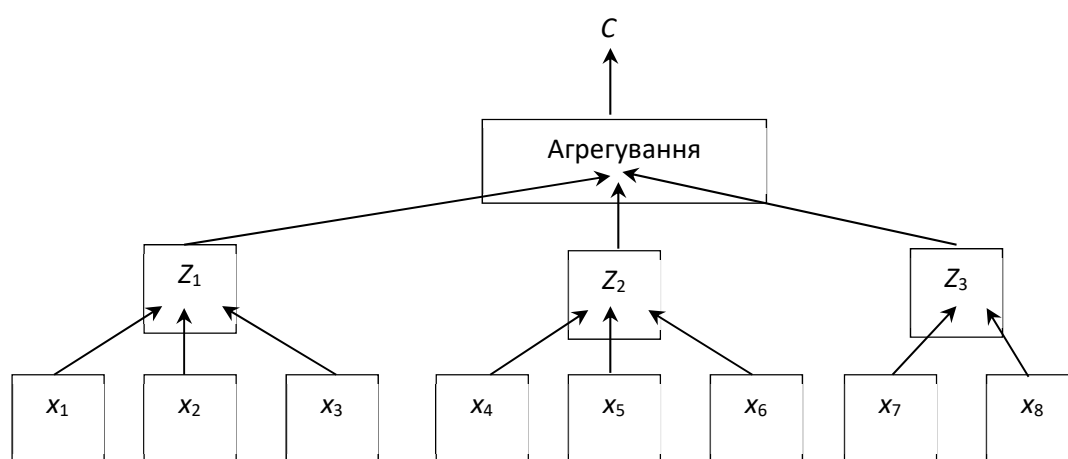 C
Агрегування
Z₁ Z₂ Z₃
x₁ x₂ x₃ x₄ x₅ x₆ x₇ x₈